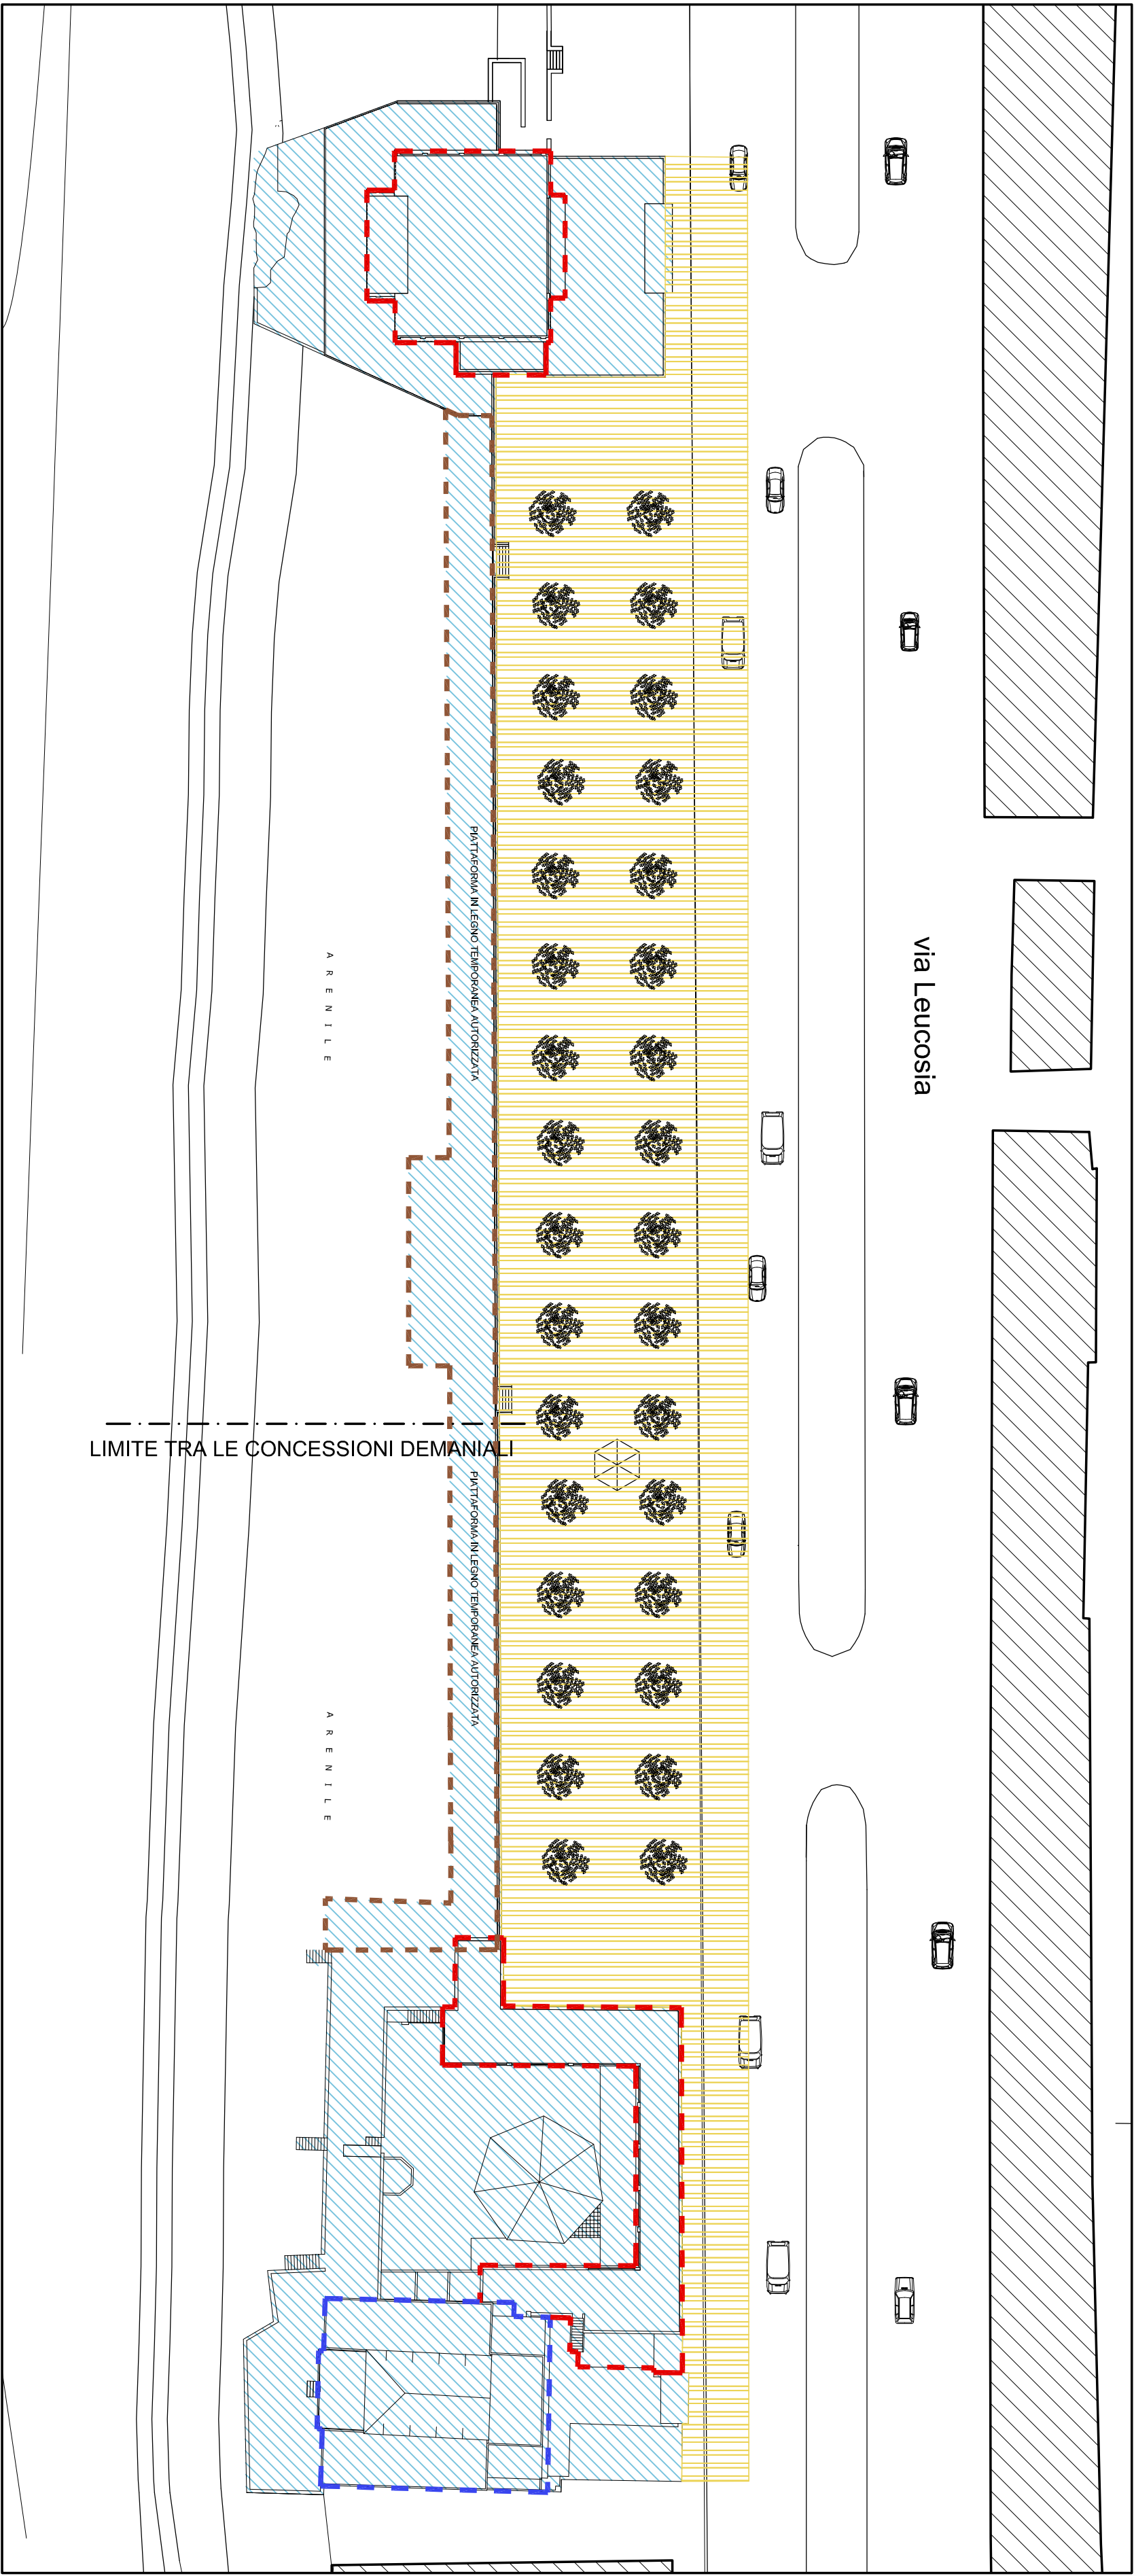 via Leucosia
PIATTAFORMA IN LEGNO TEMPORANEA AUTORIZZATA
A R E N I L E
LIMITE TRA LE CONCESSIONI DEMANIALI
PIATTAFORMA IN LEGNO TEMPORANEA AUTORIZZATA
A R E N I L E